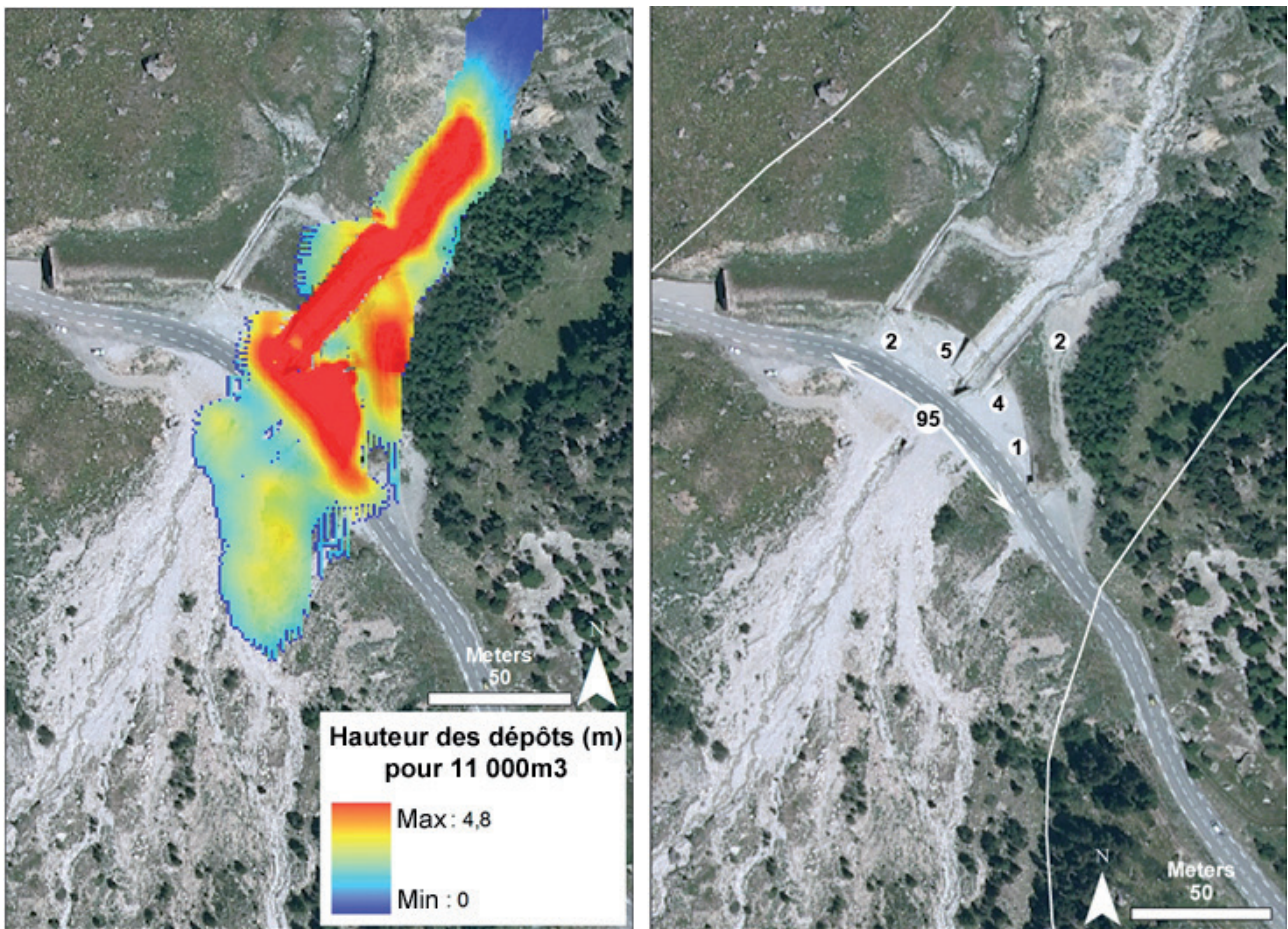 N
Meters
50
Hauteur des dépôts (m)
pour 11 000m3
Max : 4,8
Min : 0
2
5
2
4
95
1
N
Meters
50